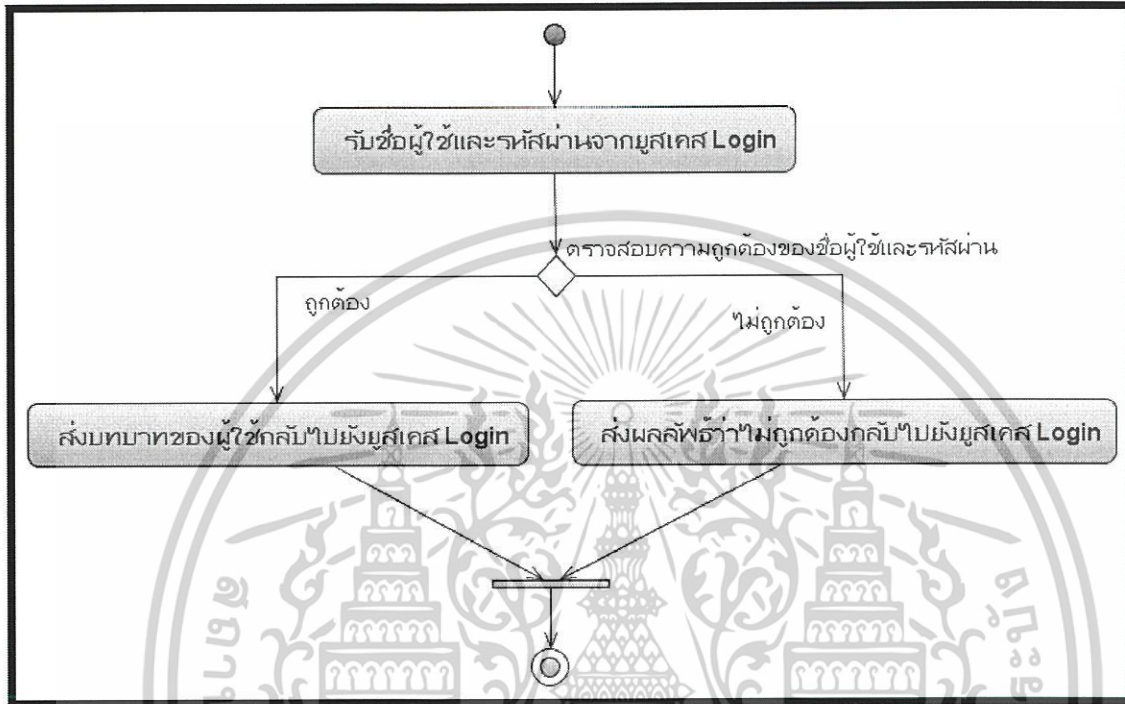 รับชื่อผู้ใช้และรหัสผ่านจากยูสเคส Login
ตรวจสอบความถูกต้องของชื่อผู้ใช้และรหัสผ่าน
ถูกต้อง
ไม่ถูกต้อง
ส่งบทบาทของผู้ใช้กลับไปยังยูสเคส Login
ส่งผลลัพธ์ว่าไม่ถูกต้องกลับไปยังยูสเคส Login